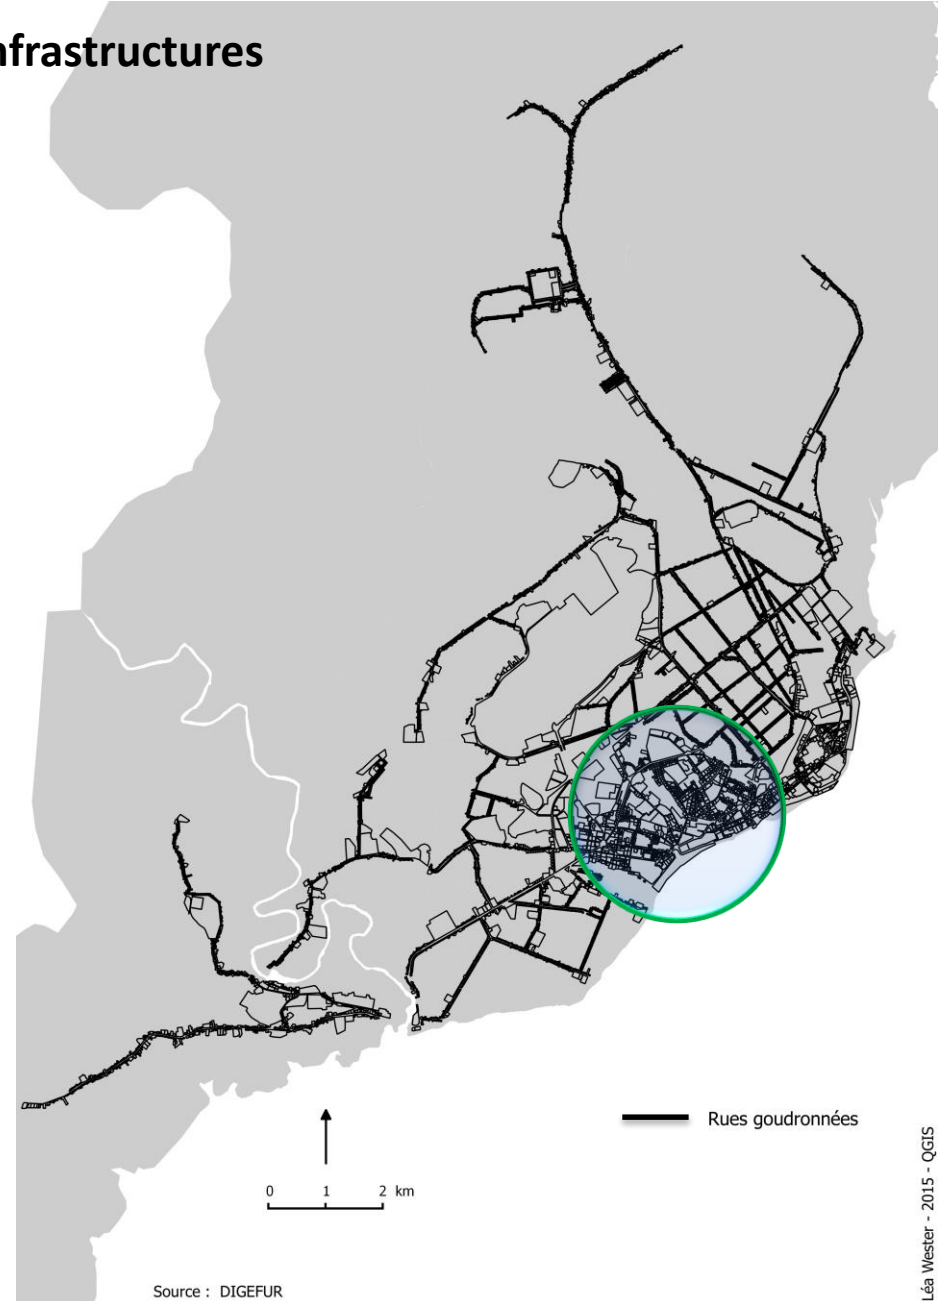 nfrastructures
Rues goudronnées
0 1 2 km
Source : DIGEFUR
Léa Wester - 2015 - QGIS